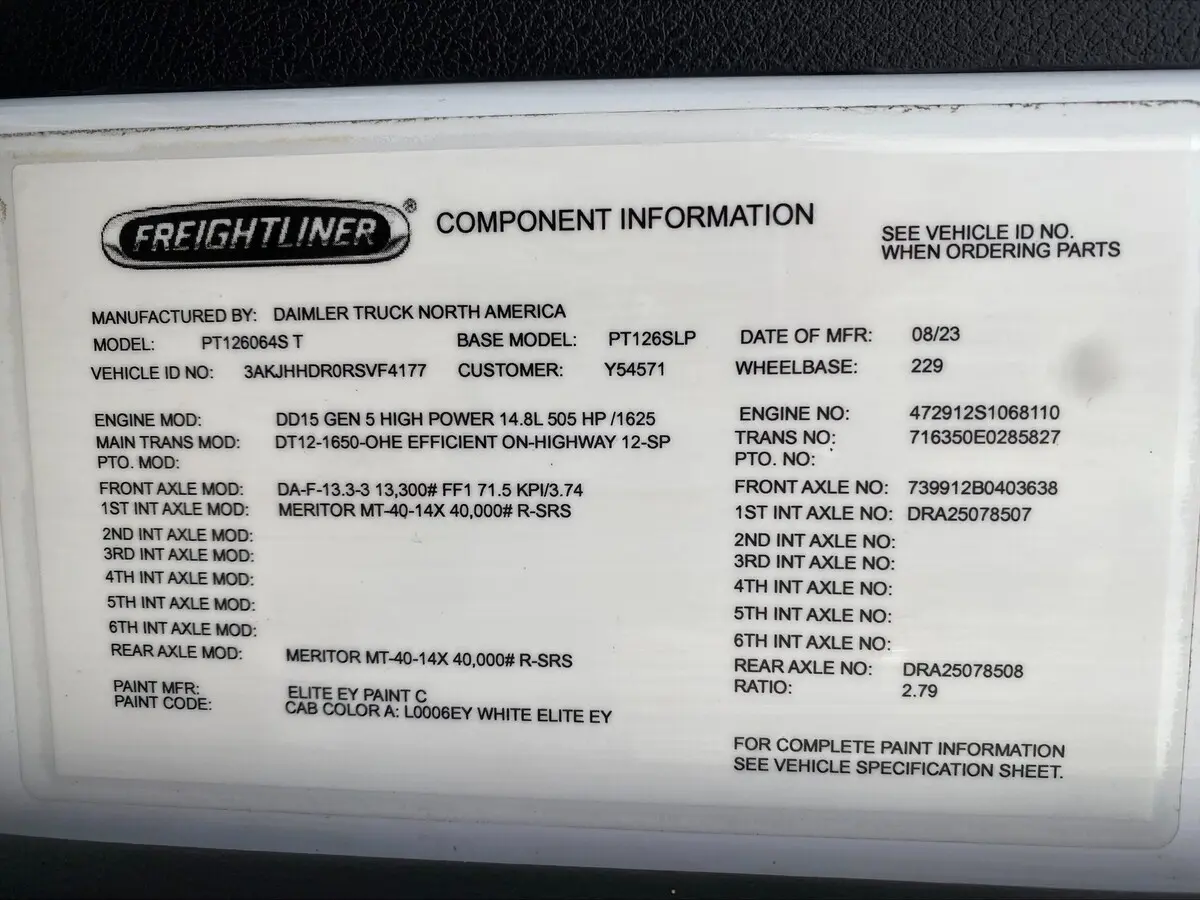 FREIGHTLINER® COMPONENT INFORMATION
SEE VEHICLE ID NO.
WHEN ORDERING PARTS
MANUFACTURED BY: DAIMLER TRUCK NORTH AMERICA
MODEL: PT126064S T BASE MODEL: PT126SLP DATE OF MFR: 08/23
VEHICLE ID NO: 3AKJHHDR0RSVF4177 CUSTOMER: Y54571 WHEELBASE: 229
ENGINE MOD: DD15 GEN 5 HIGH POWER 14.8L 505 HP /1625 ENGINE NO: 472912S1068110
MAIN TRANS MOD: DT12-1650-OHE EFFICIENT ON-HIGHWAY 12-SP TRANS NO: 716350E0285827
PTO. MOD: PTO. NO:
FRONT AXLE MOD: DA-F-13.3-3 13,300# FF1 71.5 KPI/3.74 FRONT AXLE NO: 739912B0403638
1ST INT AXLE MOD: MERITOR MT-40-14X 40,000# R-SRS 1ST INT AXLE NO: DRA25078507
2ND INT AXLE MOD: 2ND INT AXLE NO:
3RD INT AXLE MOD: 3RD INT AXLE NO:
4TH INT AXLE MOD: 4TH INT AXLE NO:
5TH INT AXLE MOD: 5TH INT AXLE NO:
6TH INT AXLE MOD: 6TH INT AXLE NO:
REAR AXLE MOD: MERITOR MT-40-14X 40,000# R-SRS REAR AXLE NO: DRA25078508
PAINT MFR: ELITE EY PAINT C RATIO: 2.79
PAINT CODE: CAB COLOR A: L0006EY WHITE ELITE EY
FOR COMPLETE PAINT INFORMATION
SEE VEHICLE SPECIFICATION SHEET.